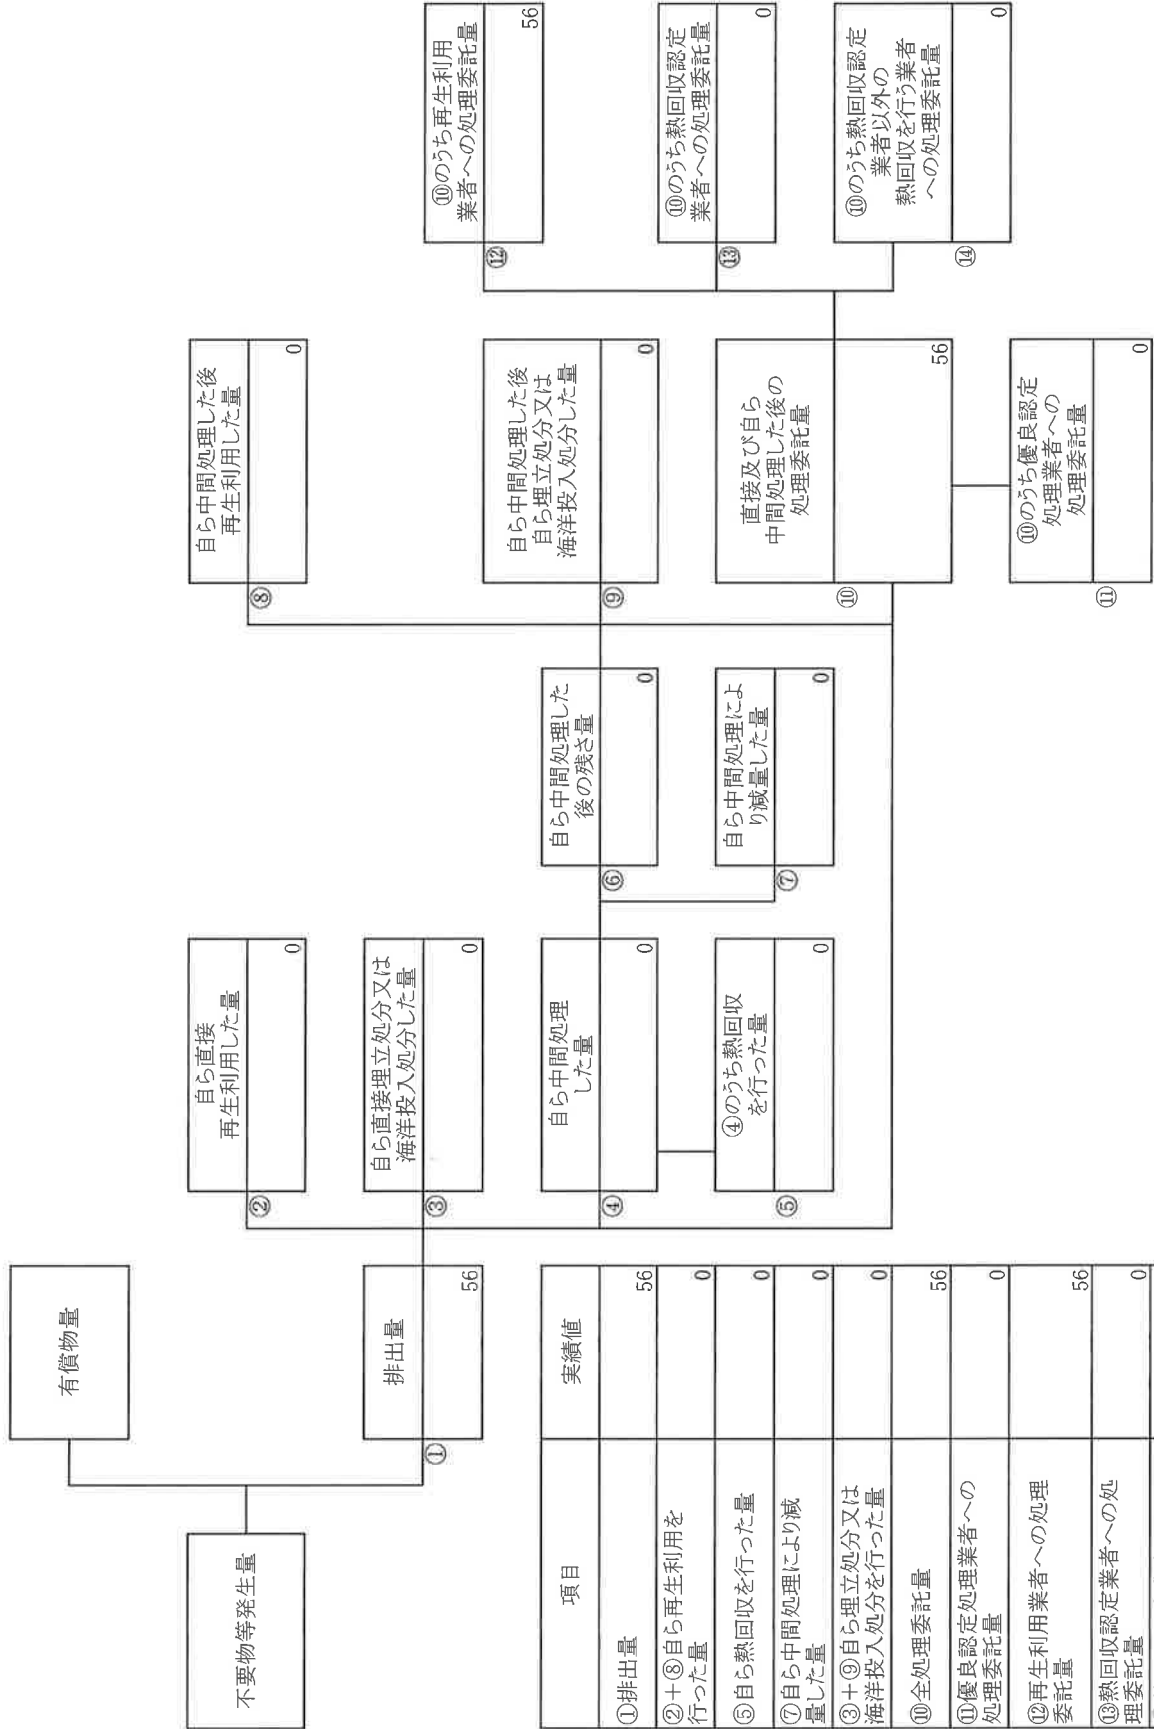 不要物等発生量
有償物量
①
排出量
56
②
自ら直接
再生利用した量
0
③
自ら直接埋立処分又は
海洋投入処分した量
0
④
自ら中間処理
した量
0
⑤
④のうち熱回収
を行った量
0
⑥
自ら中間処理した
後の残さ量
0
⑦
自ら中間処理によ
り減量した量
0
⑧
自ら中間処理した後
再生利用した量
0
⑨
自ら中間処理した後
自ら埋立処分又は
海洋投入処分した量
0
⑩
直接及び自ら
中間処理した後の
処理委託量
56
⑪
⑩のうち優良認定
処理業者への
処理委託量
0
⑫
⑩のうち再生利用
業者への処理委託量
56
⑬
⑩のうち熱回収認定
業者への処理委託量
0
⑭
⑩のうち熱回収認定
業者以外の
熱回収を行う業者
への処理委託量
0
項目
実績値
①排出量
56
②+⑧自ら再生利用を
行った量
0
⑤自ら熱回収を行った量
0
⑦自ら中間処理により減
量した量
0
③+⑨自ら埋立処分又は
海洋投入処分を行った量
0
⑩全処理委託量
56
⑪優良認定処理業者への
処理委託量
0
⑫再生利用業者への処理
委託量
56
⑬熱回収認定業者への処
理委託量
0